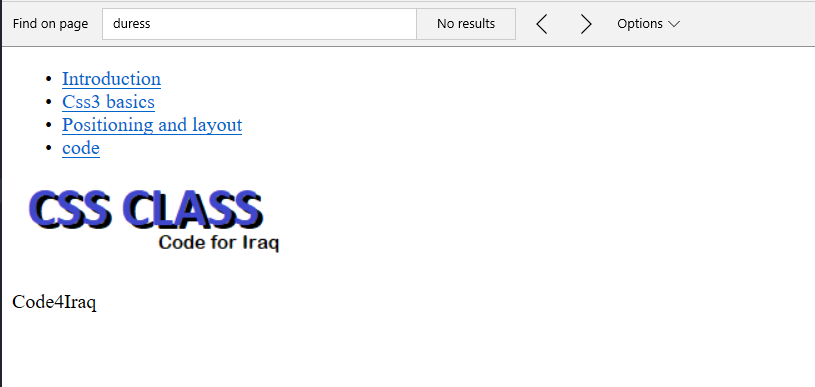 Find on page duress No results Options
Introduction
Css3 basics
Positioning and layout
code
CSS CLASS
Code for Iraq
Code4Iraq